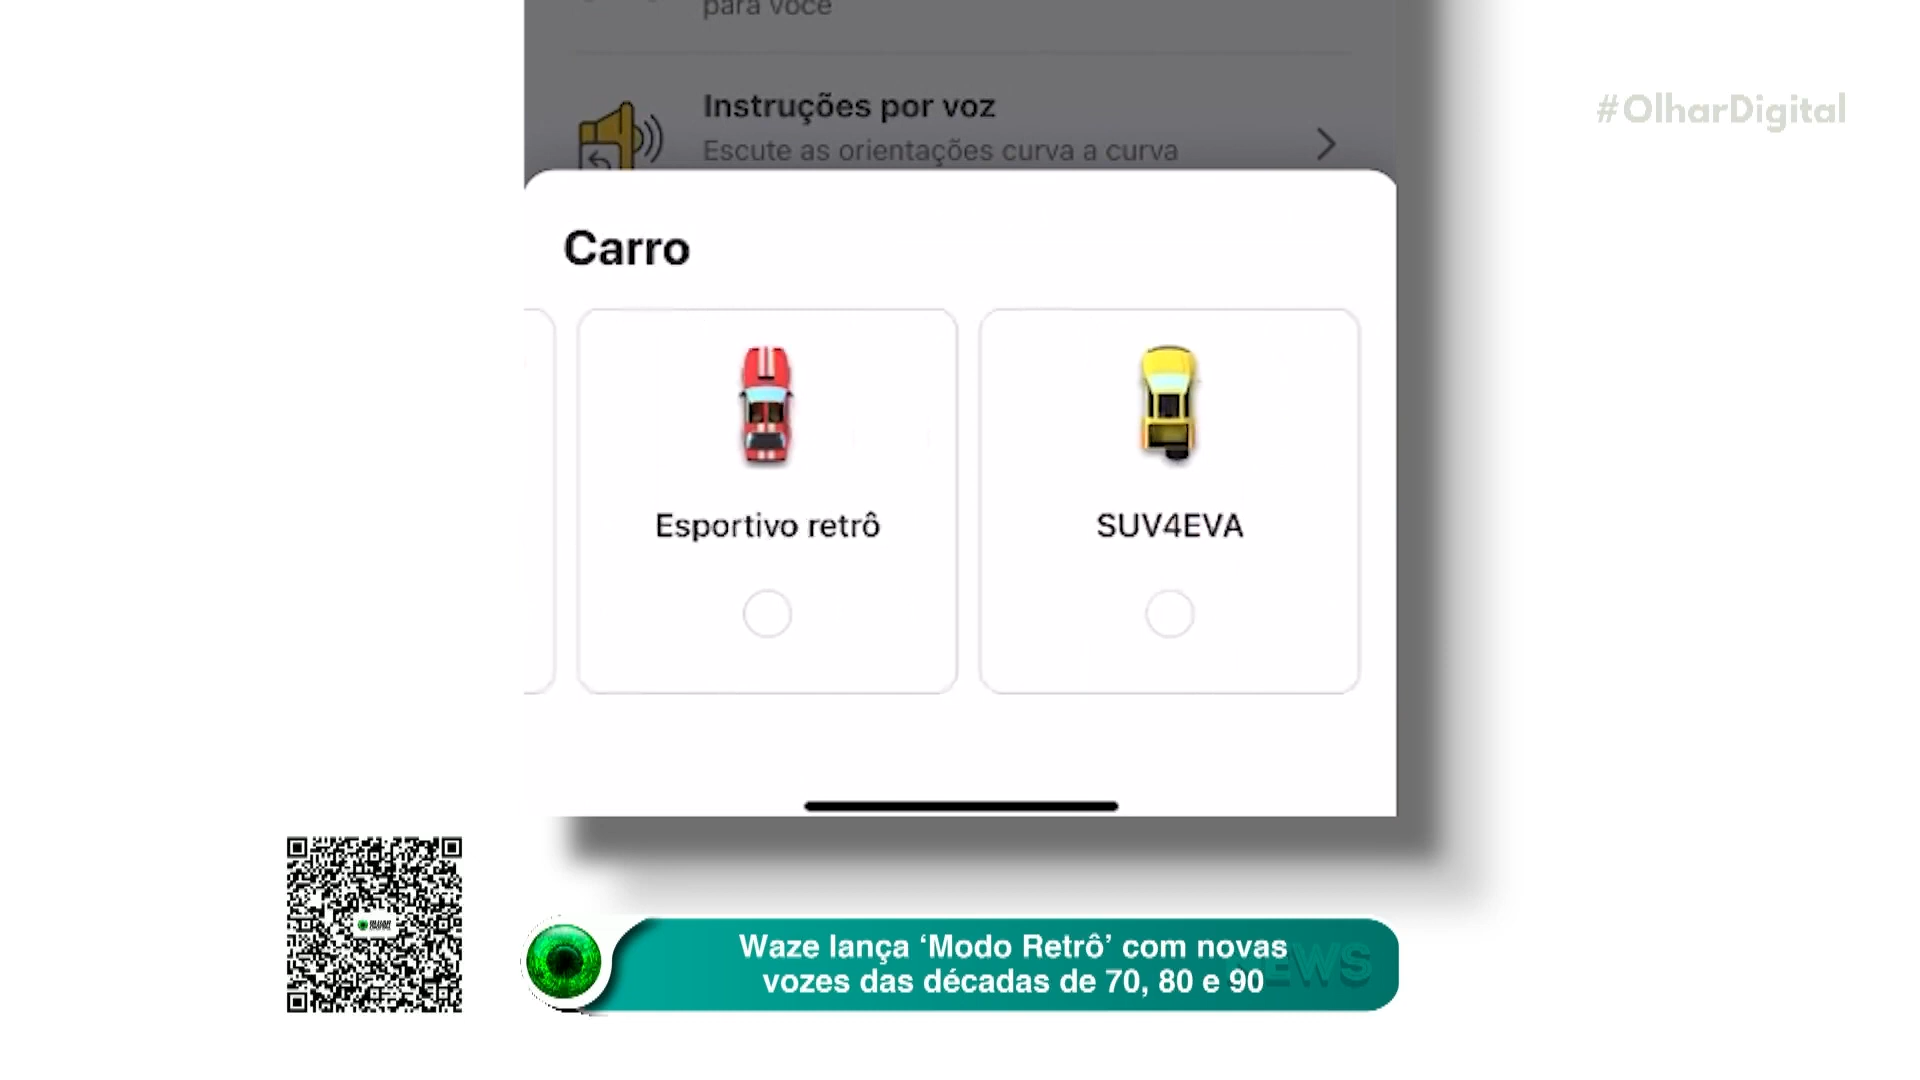 para você
Instruções por voz
Escute as orientações curva a curva
#OlharDigital
Carro
Esportivo retrô
SUV4EVA
Waze lança ‘Modo Retrô’ com novas
vozes das décadas de 70, 80 e 90
NEWS